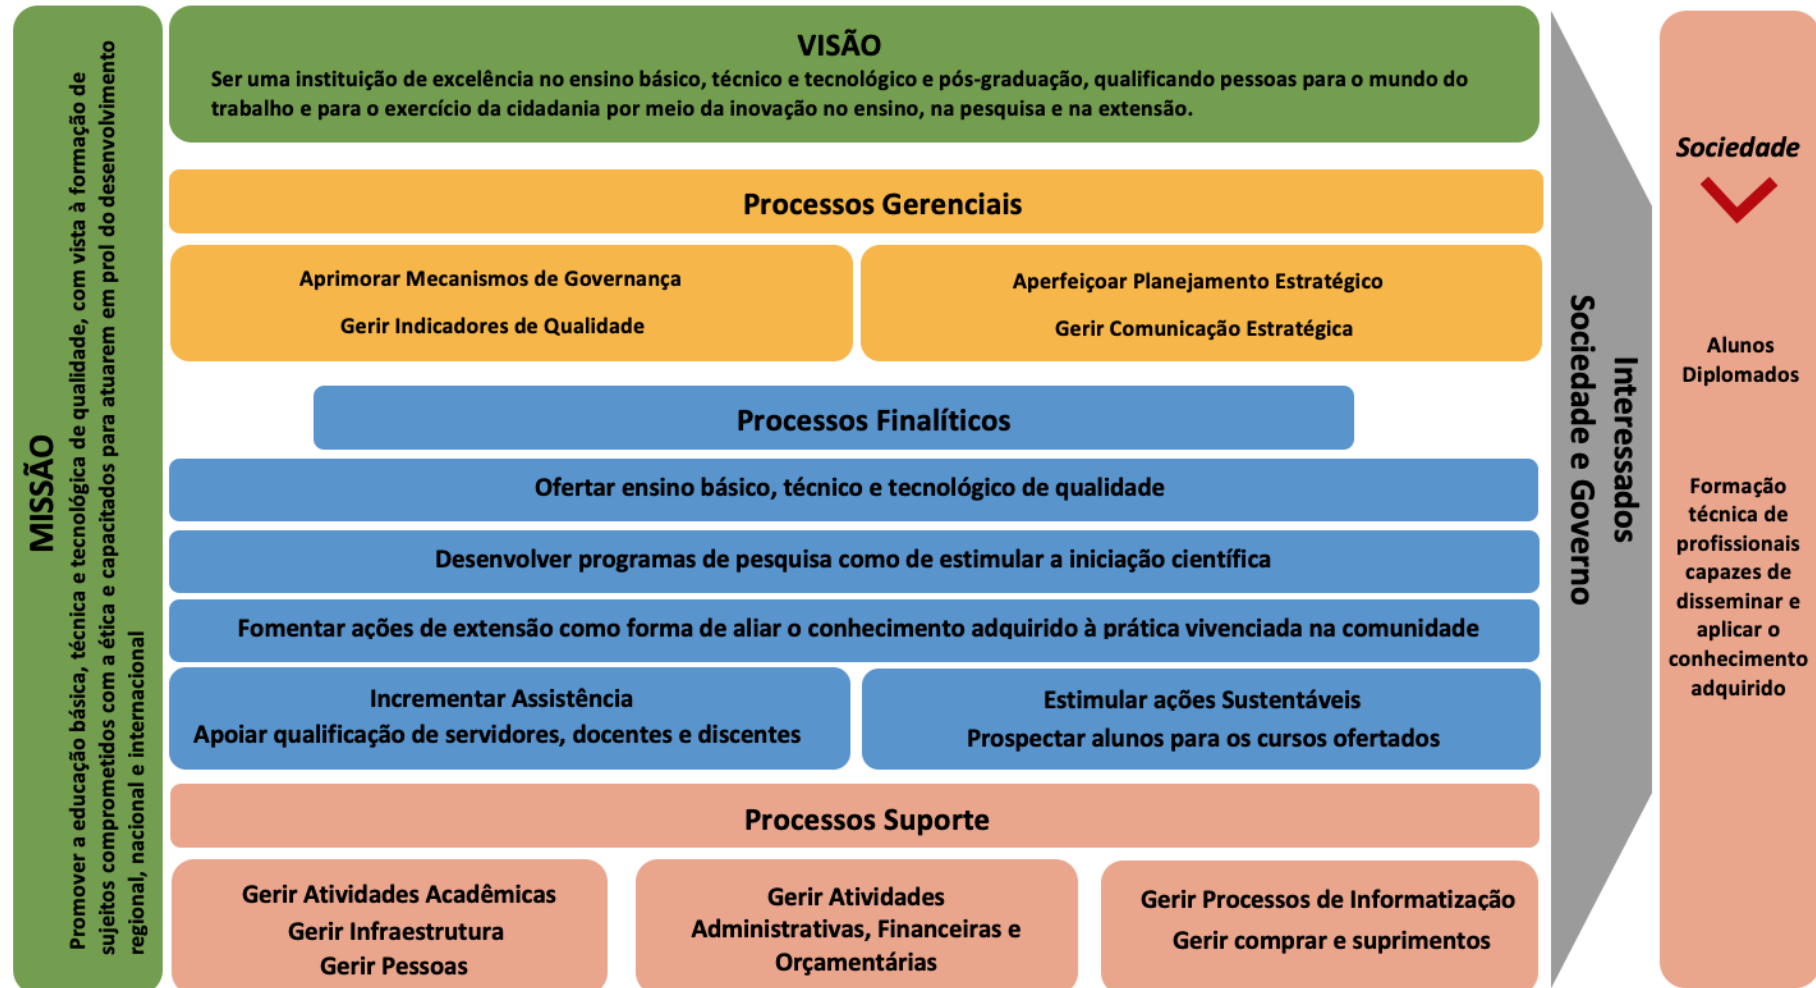 MISSÃO
Promover a educação básica, técnica e tecnológica de qualidade, com vista à formação de
sujeitos comprometidos com a ética e capacitados para atuarem em prol do desenvolvimento
regional, nacional e internacional
VISÃO
Ser uma instituição de excelência no ensino básico, técnico e tecnológico e pós-graduação, qualificando pessoas para o mundo do
trabalho e para o exercício da cidadania por meio da inovação no ensino, na pesquisa e na extensão.
Processos Gerenciais
Aprimorar Mecanismos de Governança
Gerir Indicadores de Qualidade
Aperfeiçoar Planejamento Estratégico
Gerir Comunicação Estratégica
Processos Finalíticos
Ofertar ensino básico, técnico e tecnológico de qualidade
Desenvolver programas de pesquisa como de estimular a iniciação científica
Fomentar ações de extensão como forma de aliar o conhecimento adquirido à prática vivenciada na comunidade
Incrementar Assistência
Apoiar qualificação de servidores, docentes e discentes
Estimular ações Sustentáveis
Prospectar alunos para os cursos ofertados
Processos Suporte
Gerir Atividades Acadêmicas
Gerir Infraestrutura
Gerir Pessoas
Gerir Atividades
Administrativas, Financeiras e
Orçamentárias
Gerir Processos de Informatização
Gerir comprar e suprimentos
Interessados
Sociedade e Governo
Sociedade
Alunos
Diplomados
Formação
técnica de
profissionais
capazes de
disseminar e
aplicar o
conhecimento
adquirido